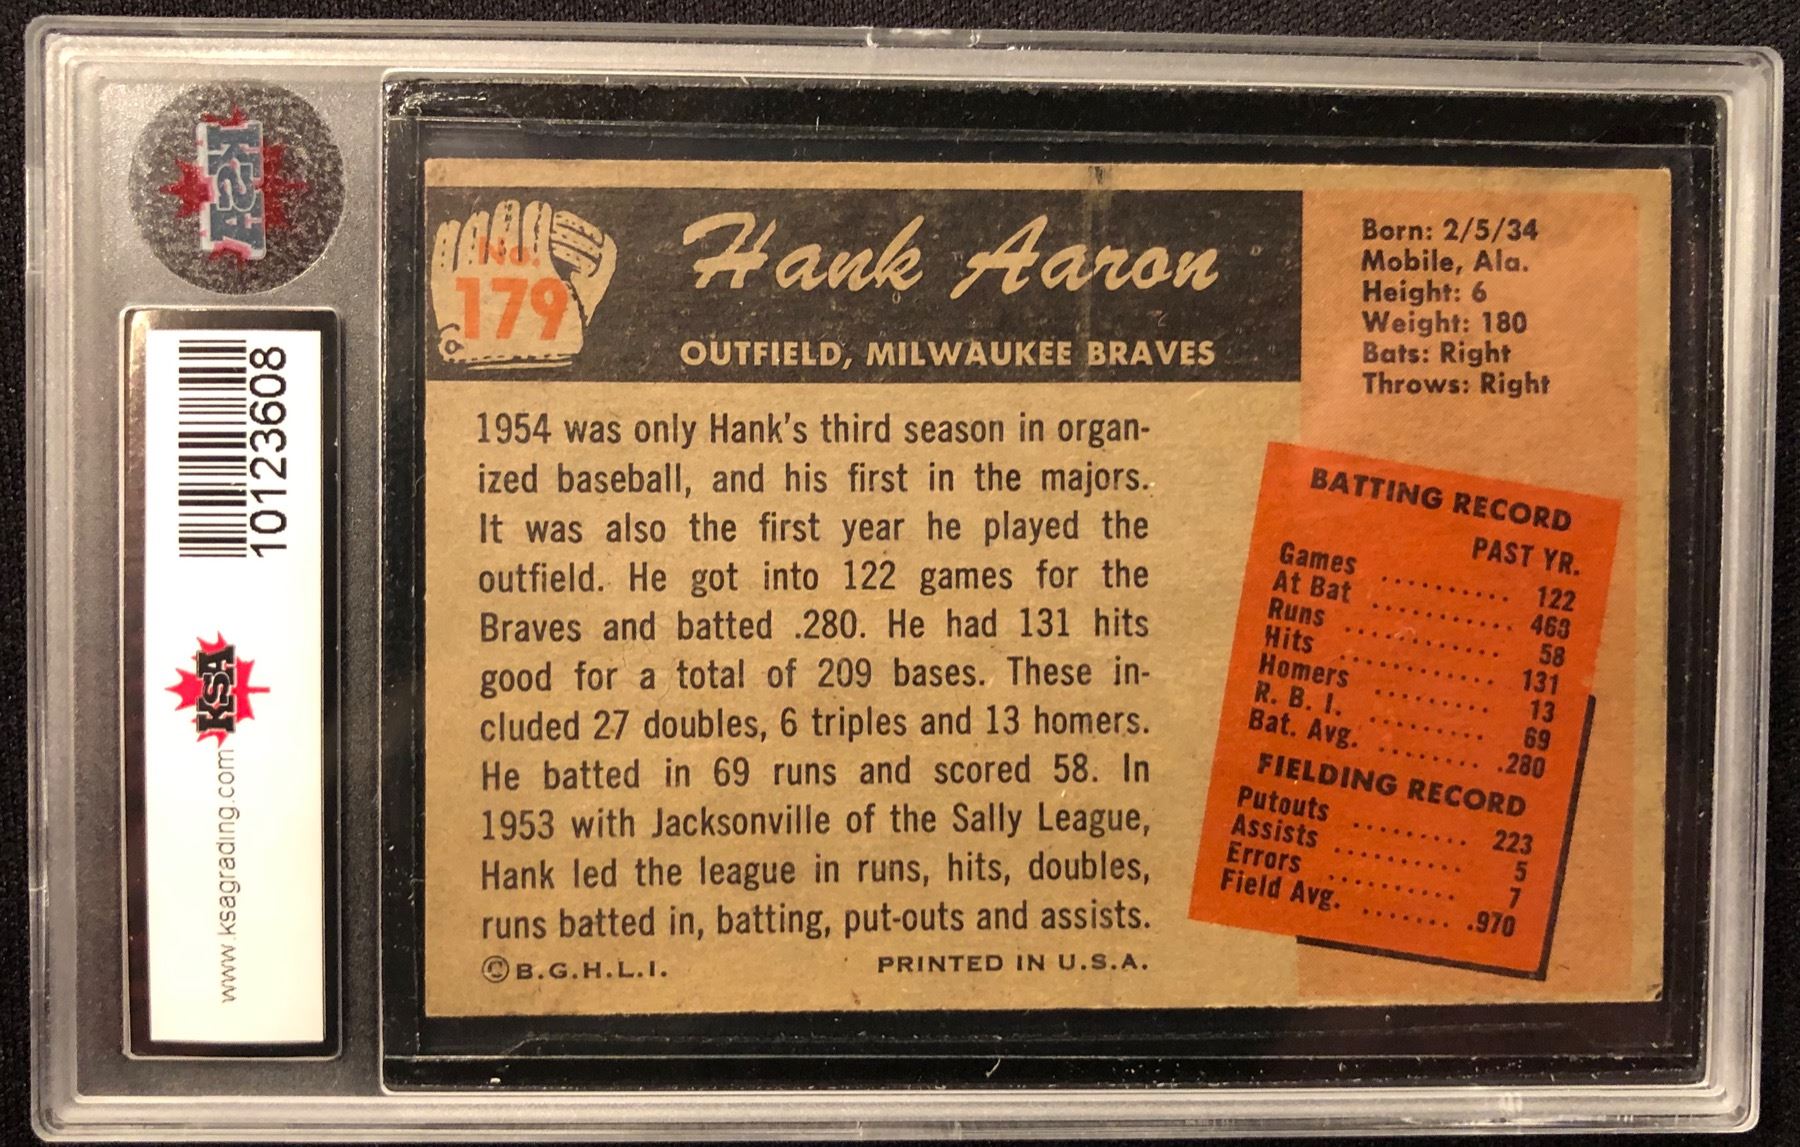 KSA
10123608
KSA
www.ksagrading.com
No.
179
Hank Aaron
OUTFIELD, MILWAUKEE BRAVES
Born: 2/5/34
Mobile, Ala.
Height: 6
Weight: 180
Bats: Right
Throws: Right
1954 was only Hank's third season in organ-
ized baseball, and his first in the majors.
It was also the first year he played the
outfield. He got into 122 games for the
Braves and batted .280. He had 131 hits
good for a total of 209 bases. These in-
cluded 27 doubles, 6 triples and 13 homers.
He batted in 69 runs and scored 58. In
1953 with Jacksonville of the Sally League,
Hank led the league in runs, hits, doubles,
runs batted in, batting, put-outs and assists.
© B.G.H.L.I. PRINTED IN U.S.A.
BATTING RECORD
PAST YR.
Games .......... 122
At Bat .......... 468
Runs .......... 58
Hits .......... 131
Homers ........ 13
R. B. I. ........ 69
Bat. Avg. ........ .280
FIELDING RECORD
Putouts ......... 223
Assists .......... 5
Errors .......... 7
Field Avg. ....... .970